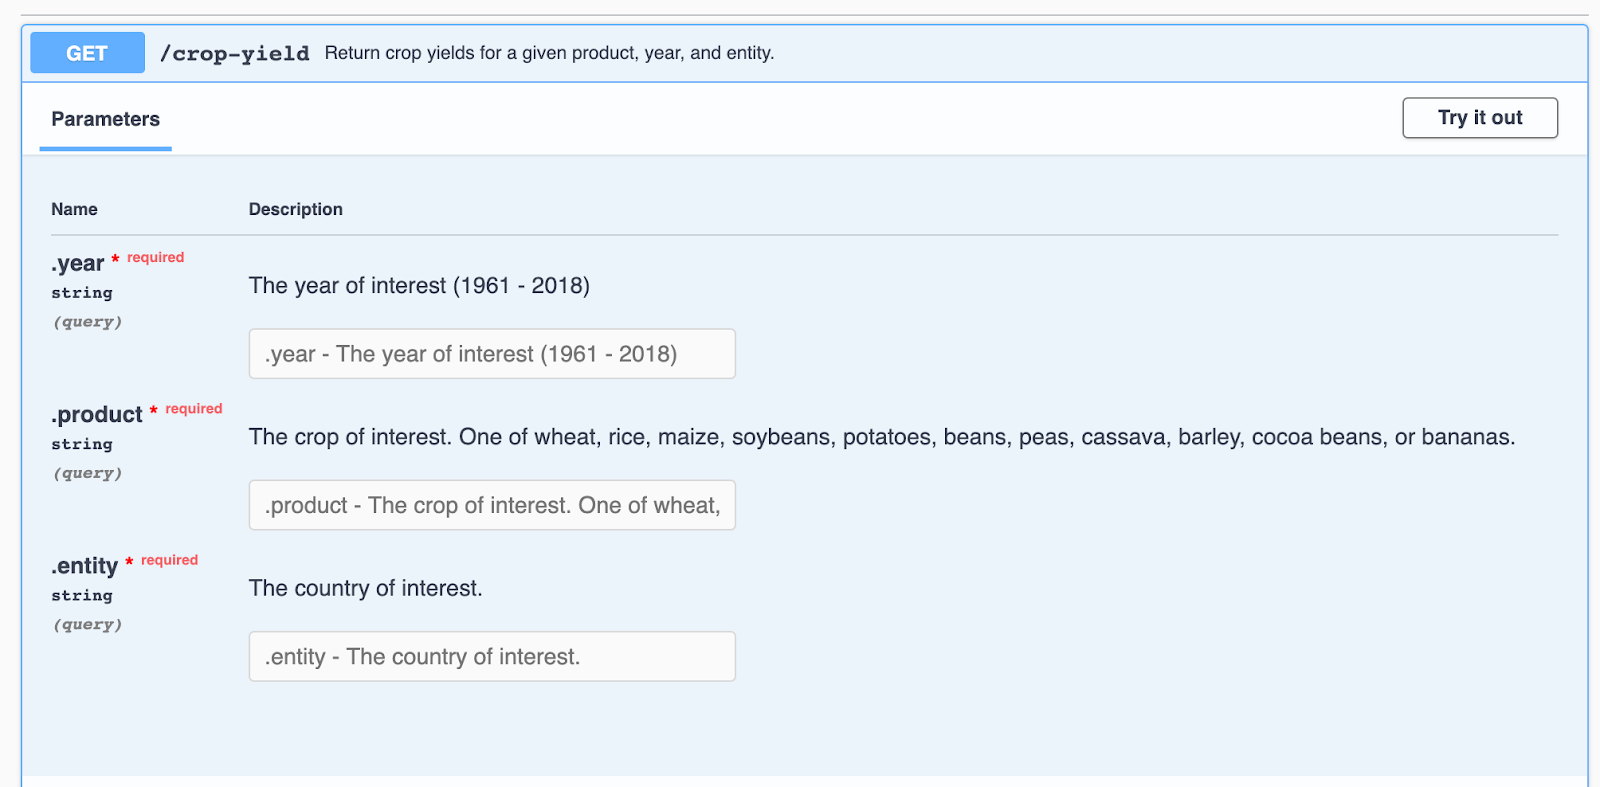 GET /crop-yield Return crop yields for a given product, year, and entity.
Parameters
Try it out
Name Description
.year * required
string
(query)
The year of interest (1961 - 2018)
.year - The year of interest (1961 - 2018)
.product * required
string
(query)
The crop of interest. One of wheat, rice, maize, soybeans, potatoes, beans, peas, cassava, barley, cocoa beans, or bananas.
.product - The crop of interest. One of wheat,
.entity * required
string
(query)
The country of interest.
.entity - The country of interest.